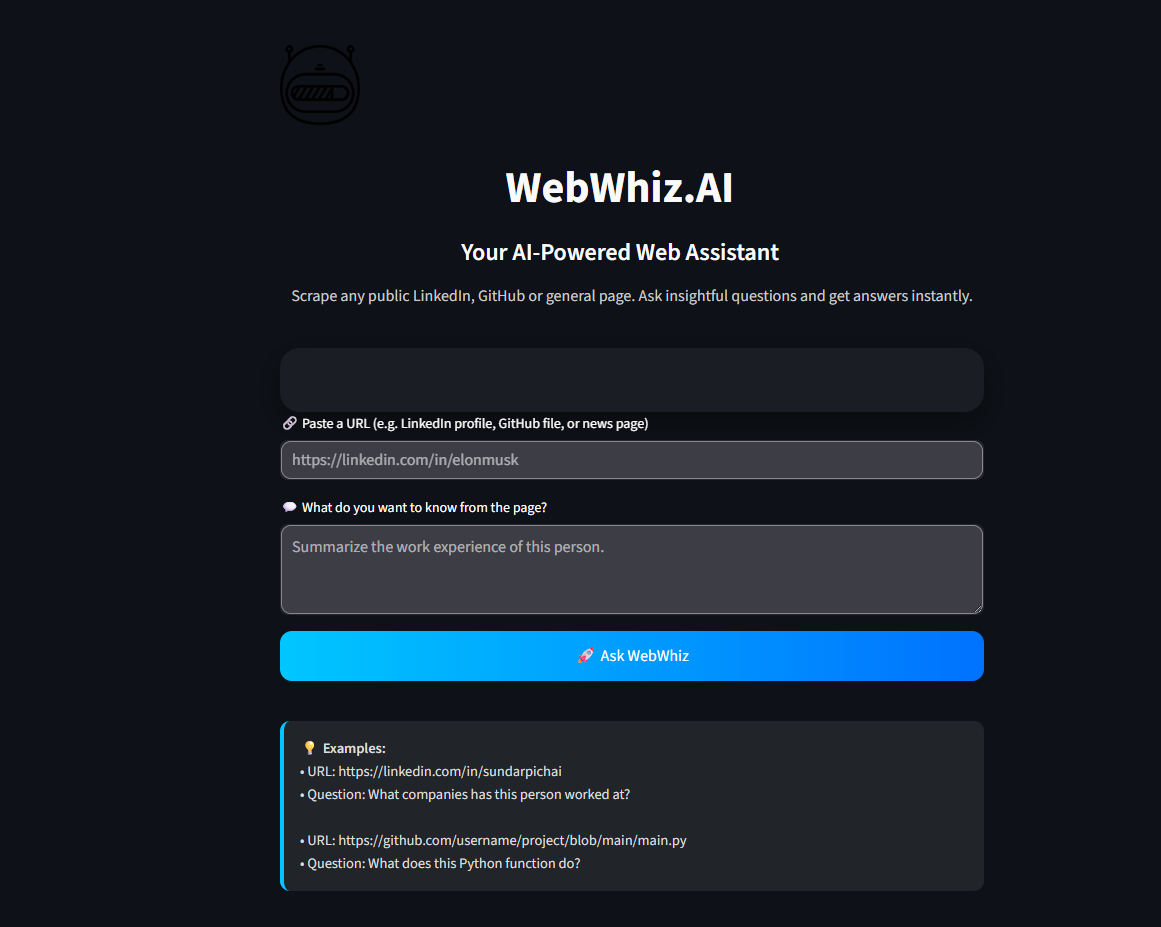 WebWhiz.AI
Your AI-Powered Web Assistant
Scrape any public LinkedIn, GitHub or general page. Ask insightful questions and get answers instantly.
🔗 Paste a URL (e.g. LinkedIn profile, GitHub file, or news page)
https://linkedin.com/in/elonmusk
💬 What do you want to know from the page?
Summarize the work experience of this person.
🚀 Ask WebWhiz
💡 Examples:
• URL: https://linkedin.com/in/sundarpichai
• Question: What companies has this person worked at?
• URL: https://github.com/username/project/blob/main/main.py
• Question: What does this Python function do?